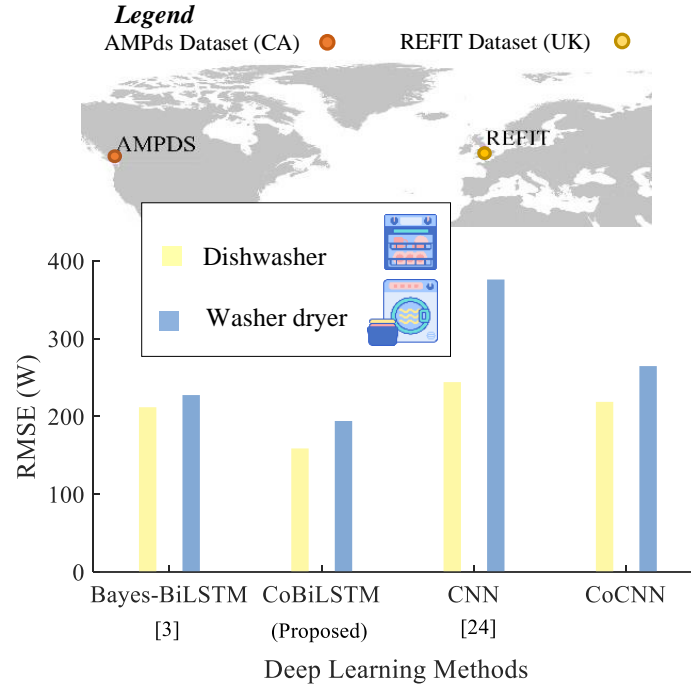 Legend
AMPds Dataset (CA)
REFIT Dataset (UK)
AMPDS
REFIT
Dishwasher
Washer dryer
400
300
200
100
0
RMSE (W)
Bayes-BiLSTM CoBiLSTM CNN CoCNN
[3] (Proposed) [24]
Deep Learning Methods